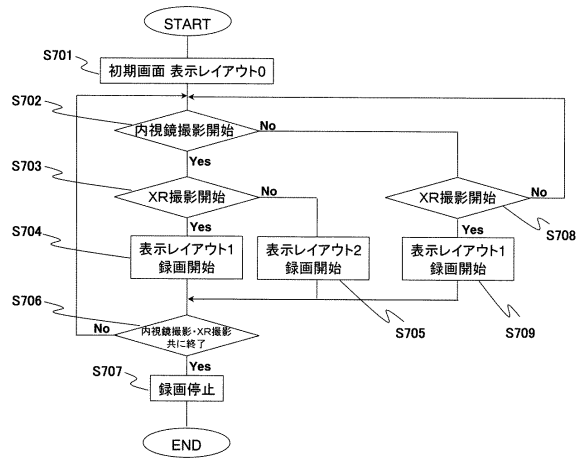 START
S701
初期画面 表示レイアウト0
S702
内視鏡撮影開始
No
Yes
S703
XR撮影開始
No
Yes
XR撮影開始
No
Yes
S708
S704
表示レイアウト1
録画開始
表示レイアウト2
録画開始
表示レイアウト1
録画開始
S705
S709
S706
内視鏡撮影・XR撮影
共に終了
No
Yes
S707
録画停止
END